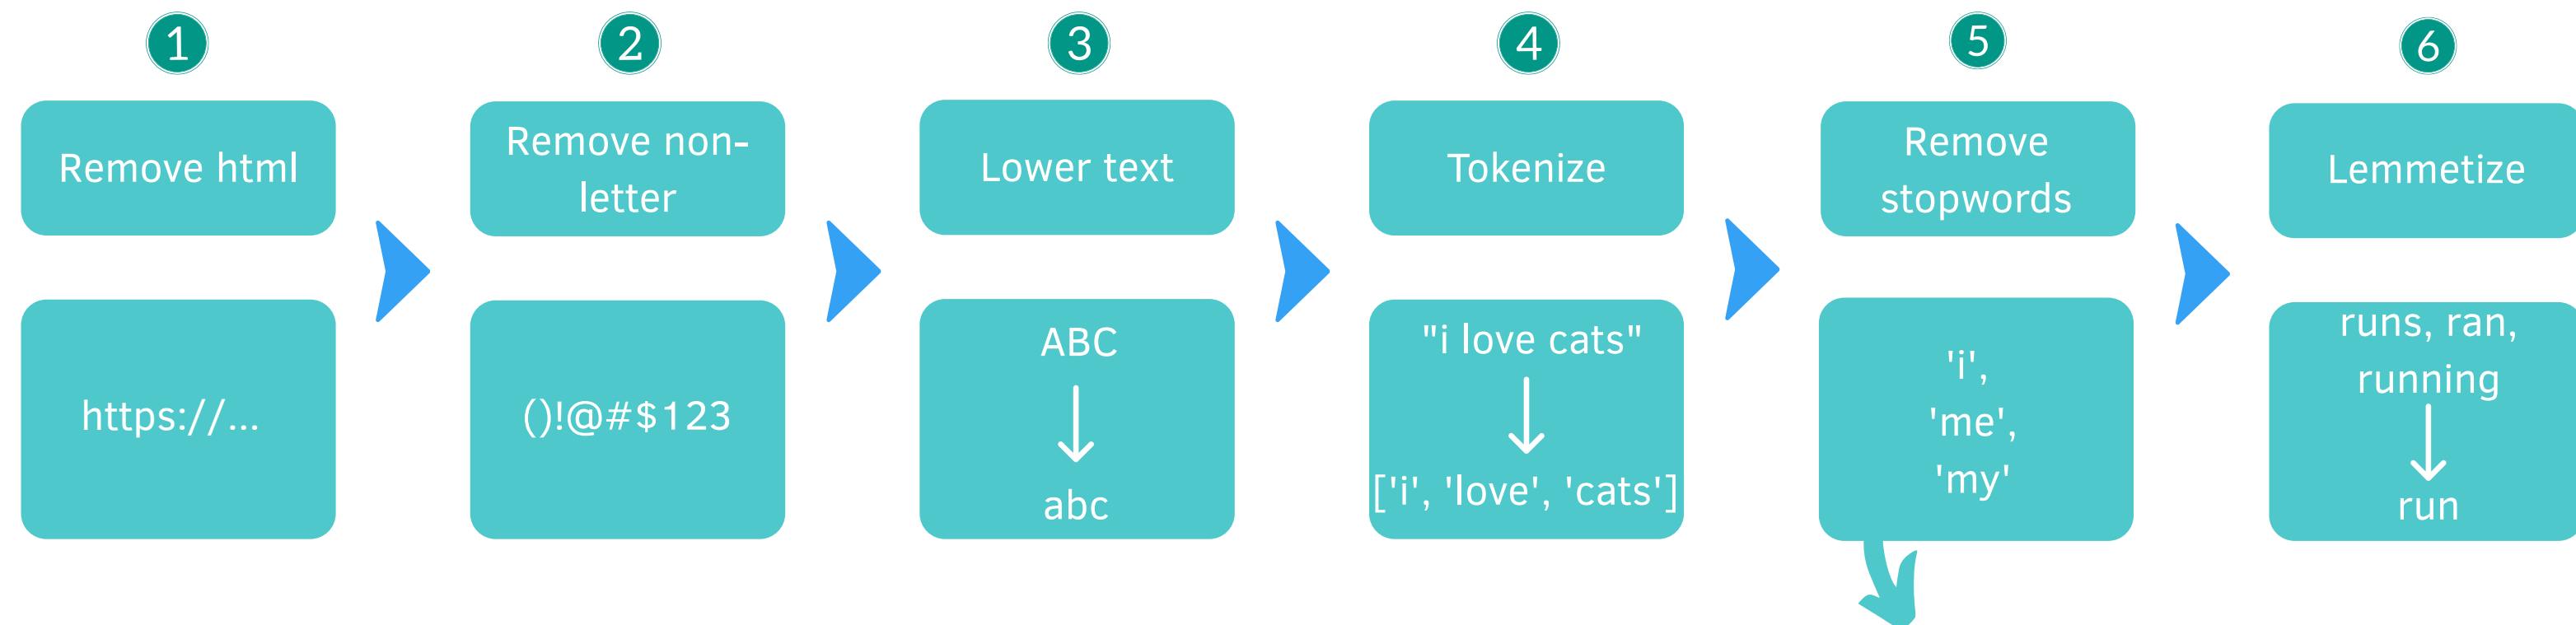 1
Remove html
https://...
2
Remove non-
letter
()!@#$123
3
Lower text
ABC
abc
4
Tokenize
"i love cats"
['i', 'love', 'cats']
5
Remove
stopwords
'i',
'me',
'my'
6
Lemmetize
runs, ran,
running
run